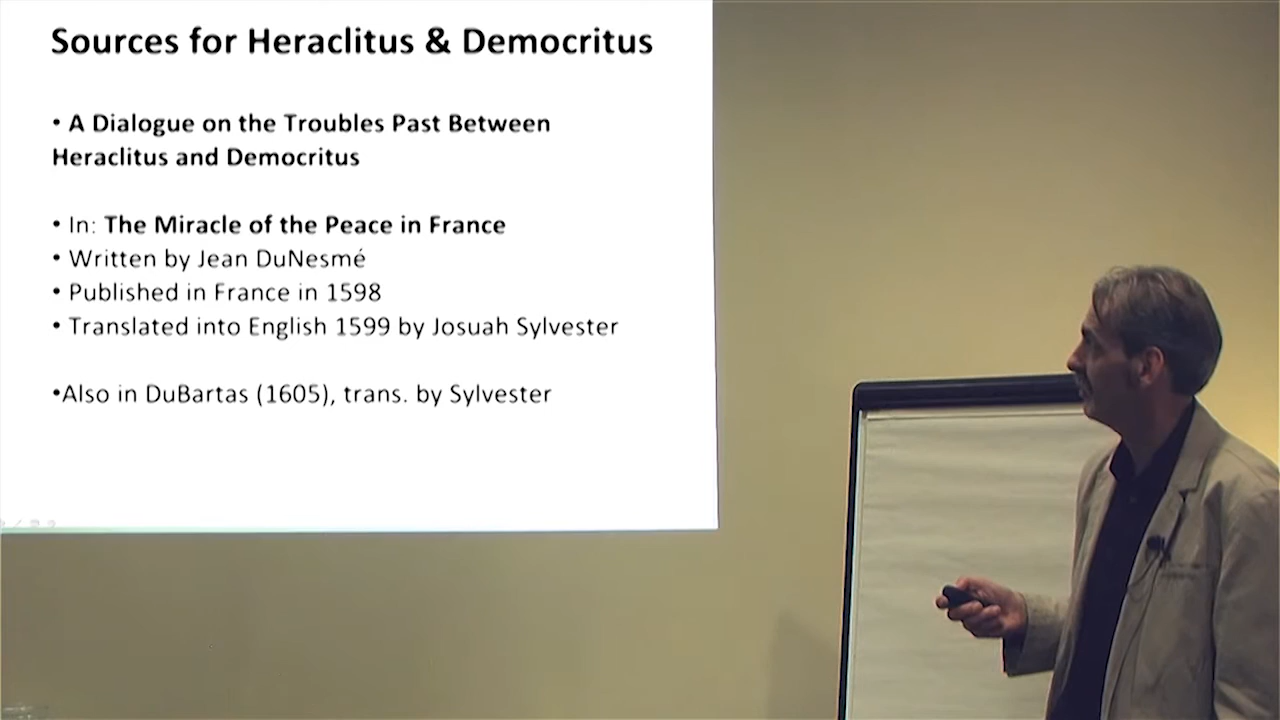 Sources for Heraclitus & Democritus
• A Dialogue on the Troubles Past Between
Heraclitus and Democritus
• In: The Miracle of the Peace in France
• Written by Jean DuNesmé
• Published in France in 1598
• Translated into English 1599 by Josuah Sylvester
•Also in DuBartas (1605), trans. by Sylvester